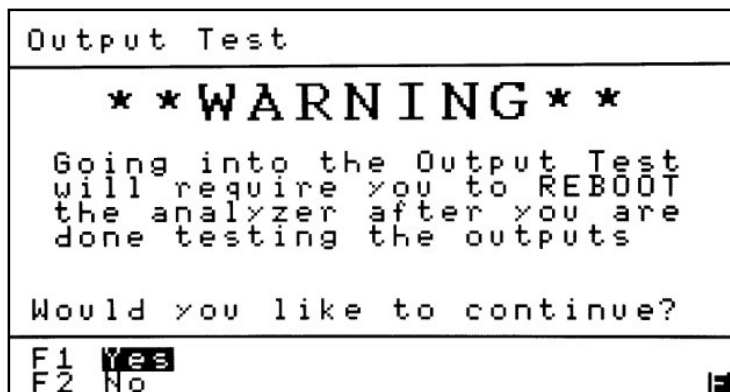 Output Test
**WARNING**
Going into the Output Test
will require you to REBOOT
the analyzer after you are
done testing the outputs
Would you like to continue?
F1 Yes
F2 No